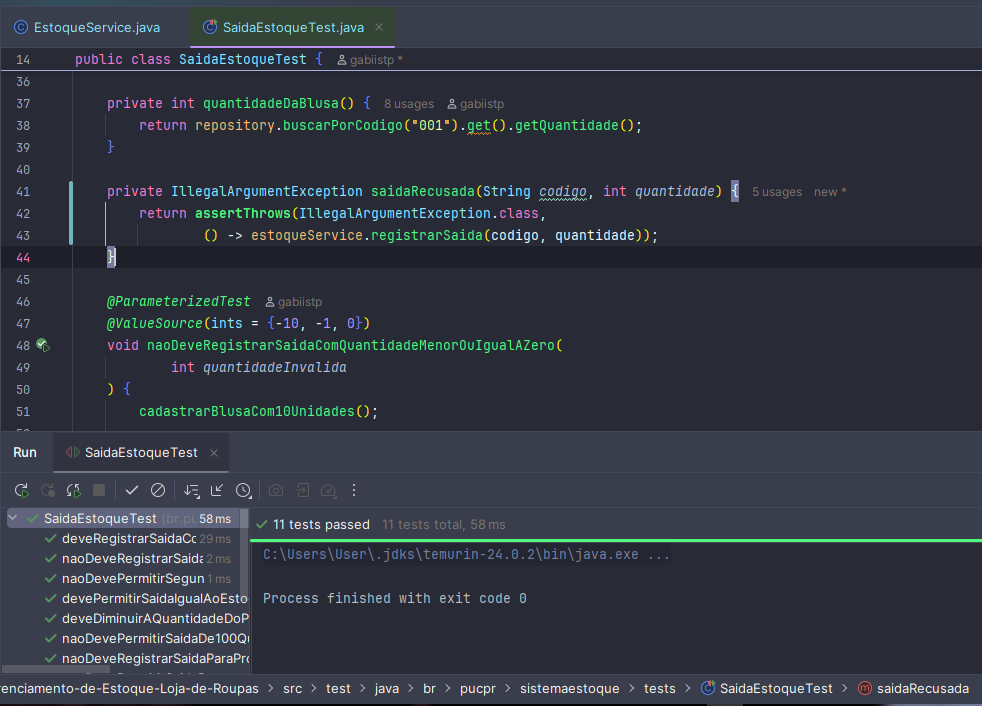 EstoqueService.java SaidaEstoqueTest.java
14 public class SaidaEstoqueTest { gabiistp *
36
37 private int quantidadeDaBlusa() { 8 usages gabiistp
38 return repository.buscarPorCodigo("001").get().getQuantidade();
39 }
40
41 private IllegalArgumentException saidaRecusada(String codigo, int quantidade) { 5 usages new *
42 return assertThrows(IllegalArgumentException.class,
43 () -> estoqueService.registrarSaida(codigo, quantidade));
44 }
45
46 @ParameterizedTest gabiistp
47 @ValueSource(ints = {-10, -1, 0})
48 void naoDeveRegistrarSaidaComQuantidadeMenorOuIgualAZero(
49 int quantidadeInvalida
50 ) {
51 cadastrarBlusaCom10Unidades();
Run SaidaEstoqueTest
SaidaEstoqueTest (br.pu 58 ms
deveRegistrarSaidaCo 29 ms
naoDeveRegistrarSaida 2 ms
naoDevePermitirSegun 1 ms
devePermitirSaidaIgualAoEsto
deveDiminuirAQuantidadeDoP
naoDevePermitirSaidaDe100Qu
naoDeveRegistrarSaidaParaPro
11 tests passed 11 tests total, 58 ms
C:\Users\User\.jdks\temurin-24.0.2\bin\java.exe ...
Process finished with exit code 0
renciamento-de-Estoque-Loja-de-Roupas > src > test > java > br > pucpr > sistemaestoque > tests > SaidaEstoqueTest > saidaRecusada